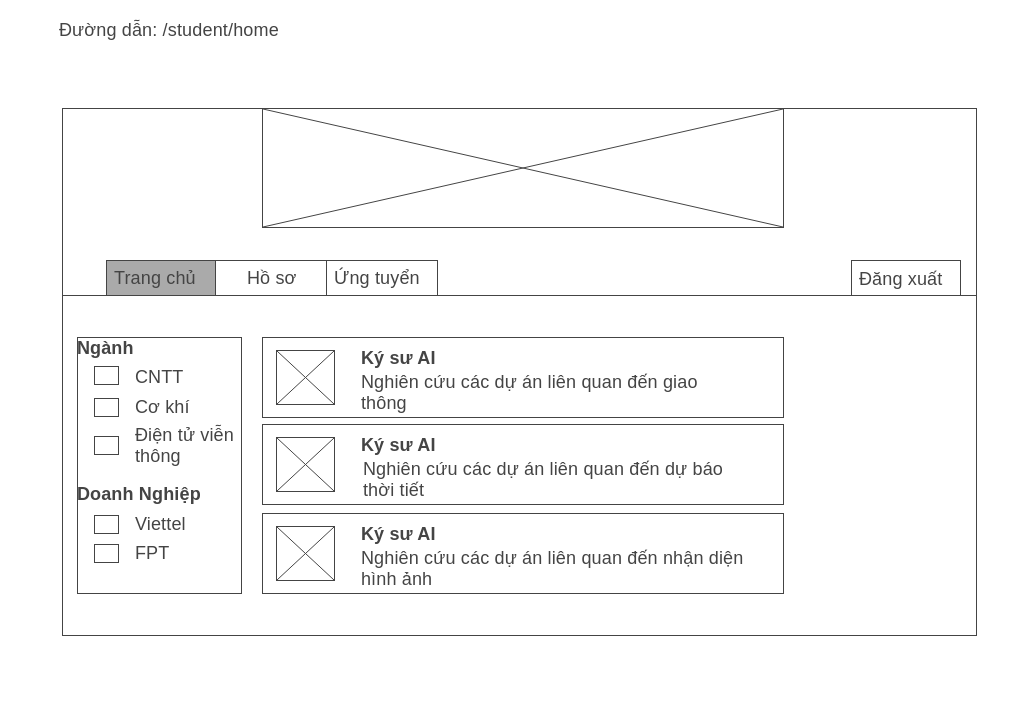 Đường dẫn: /student/home
Trang chủ
Hồ sơ
Ứng tuyển
Đăng xuất
Ngành
CNTT
Cơ khí
Điện tử viễn
thông
Doanh Nghiệp
Viettel
FPT
Ký sư AI
Nghiên cứu các dự án liên quan đến giao
thông
Ký sư AI
Nghiên cứu các dự án liên quan đến dự báo
thời tiết
Ký sư AI
Nghiên cứu các dự án liên quan đến nhận diện
hình ảnh